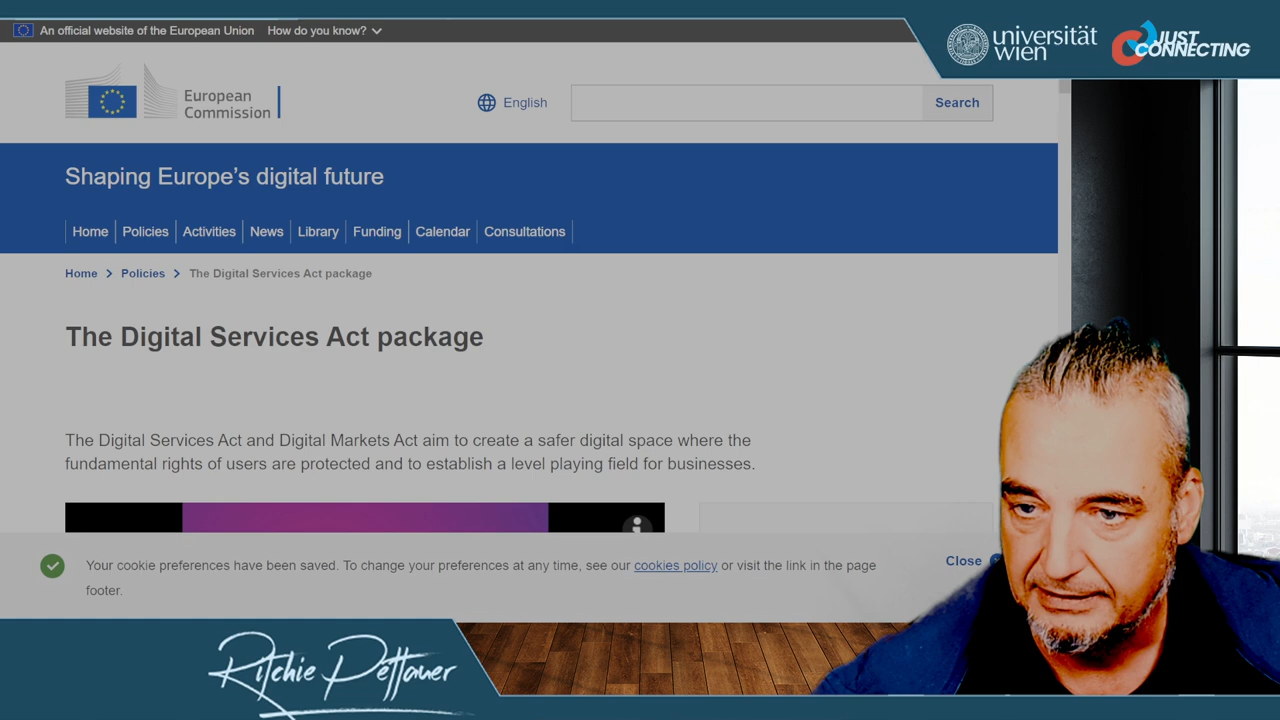 An official website of the European Union How do you know?
universität
wien
JUST
CONNECTING
European
Commission
English
Search
Shaping Europe’s digital future
Home
Policies
Activities
News
Library
Funding
Calendar
Consultations
Home > Policies > The Digital Services Act package
The Digital Services Act package
The Digital Services Act and Digital Markets Act aim to create a safer digital space where the
fundamental rights of users are protected and to establish a level playing field for businesses.
Your cookie preferences have been saved. To change your preferences at any time, see our cookies policy or visit the link in the page
footer.
Close
Ritchie Pettauer